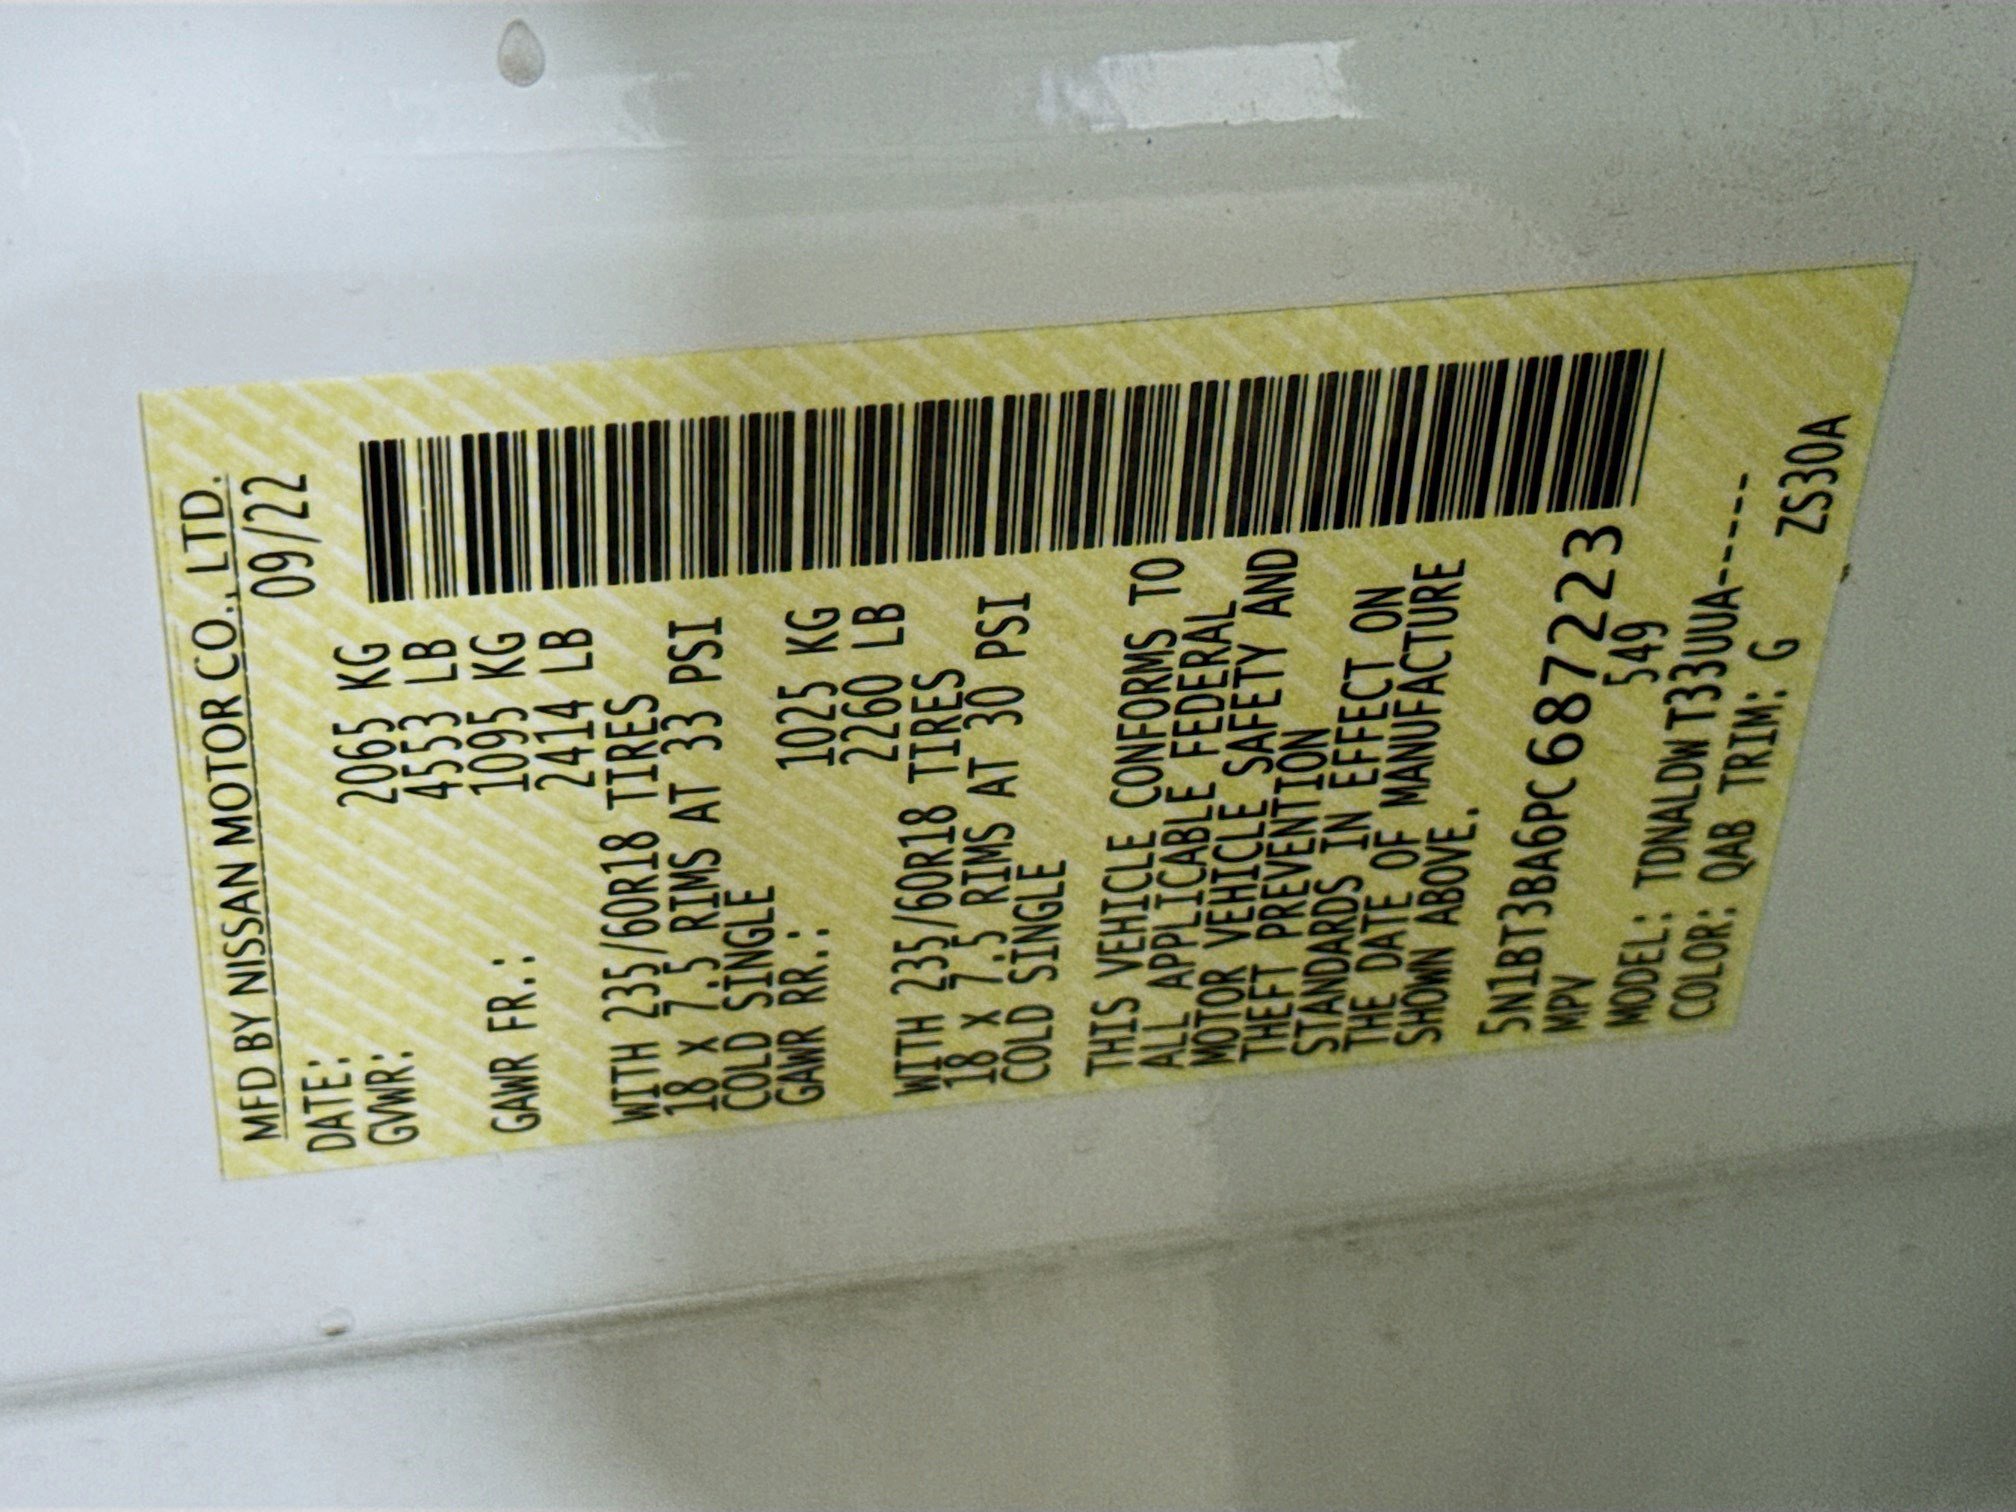 MFD BY NISSAN MOTOR CO., LTD.
DATE: 09/22
GVWR: 2065 KG
4553 LB
GAWR FR.: 1095 KG
2414 LB
WITH 235/60R18 TIRES
18 X 7.5 RIMS AT 33 PSI
COLD SINGLE
GAWR RR.: 1025 KG
2260 LB
WITH 235/60R18 TIRES
18 X 7.5 RIMS AT 30 PSI
COLD SINGLE
THIS VEHICLE CONFORMS TO
ALL APPLICABLE FEDERAL
MOTOR VEHICLE SAFETY AND
THEFT PREVENTION
STANDARDS IN EFFECT ON
THE DATE OF MANUFACTURE
SHOWN ABOVE.
5N1BT3BA6PC687223
MPV 549
MODEL: TDNALDW T33UUA-----
COLOR: QAB TRIM: G
ZS30A